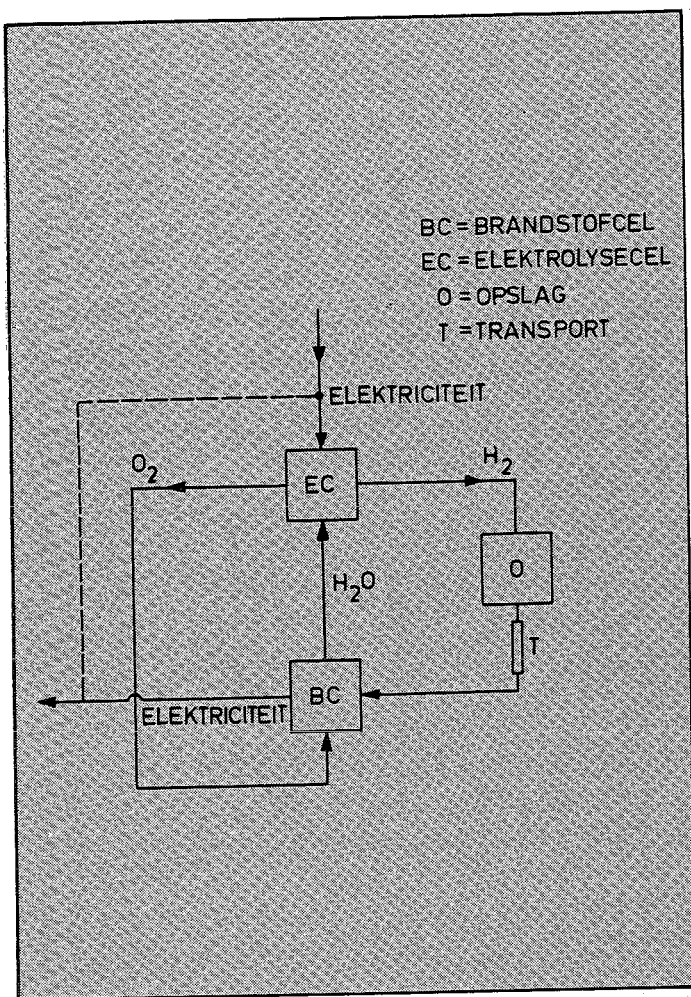 BC = BRANDSTOFCEL
EC = ELEKTROLYSECEL
O = OPSLAG
T = TRANSPORT
ELEKTRICITEIT
O₂
EC
H₂
H₂O
O
T
BC
ELEKTRICITEIT